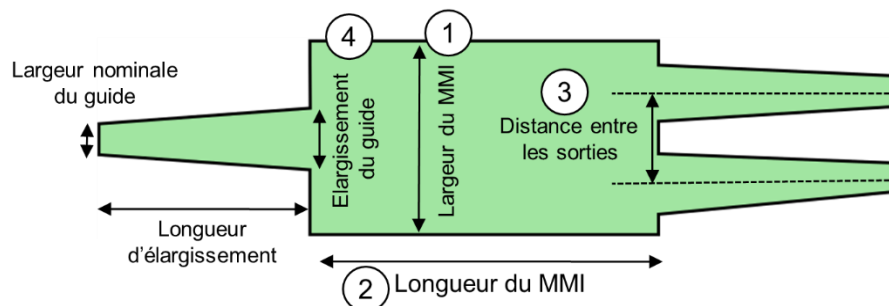 Largeur nominale
du guide
4
1
Elargissement
du guide
Largeur du MMI
3
Distance entre
les sorties
Longueur
d'élargissement
2 Longueur du MMI